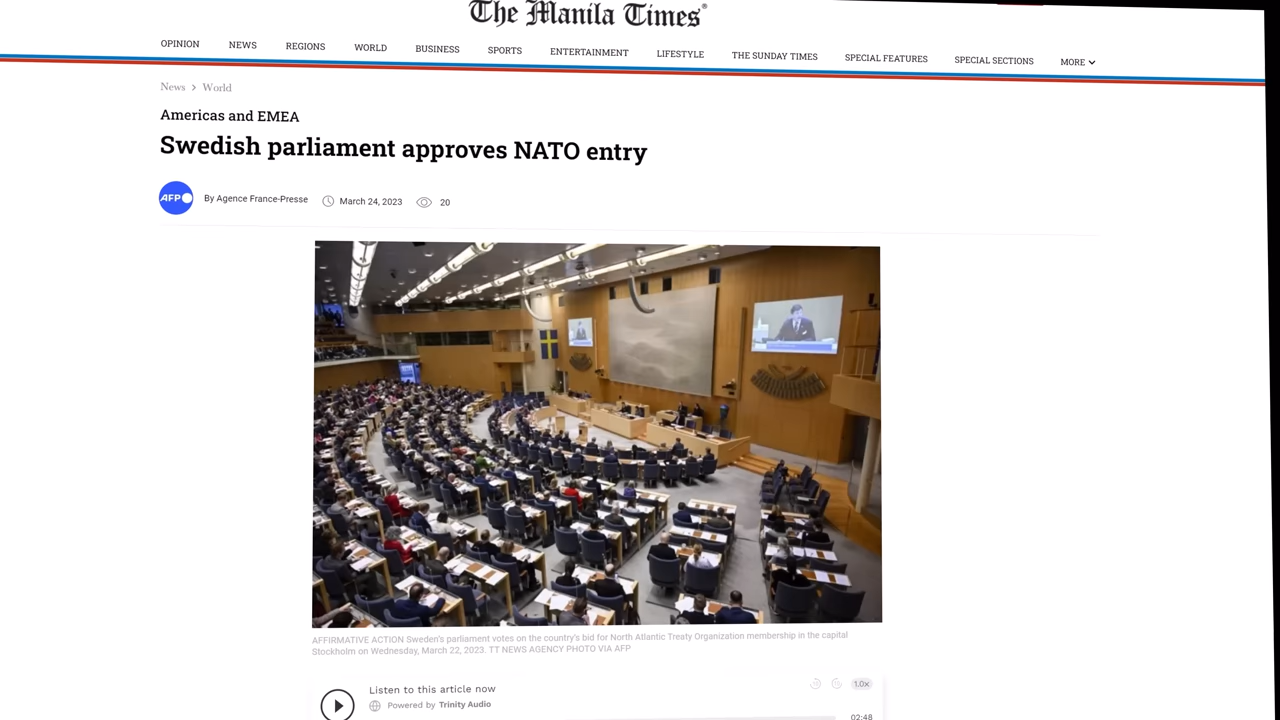 The Manila Times®
OPINION NEWS REGIONS WORLD BUSINESS SPORTS ENTERTAINMENT LIFESTYLE THE SUNDAY TIMES SPECIAL FEATURES SPECIAL SECTIONS MORE
News > World
Americas and EMEA
Swedish parliament approves NATO entry
AFP By Agence France-Presse March 24, 2023 20
AFFIRMATIVE ACTION Sweden's parliament votes on the country's bid for North Atlantic Treaty Organization membership in the capital
Stockholm on Wednesday, March 22, 2023. TT NEWS AGENCY PHOTO VIA AFP
Listen to this article now
1.0x
Powered by Trinity Audio
02:48